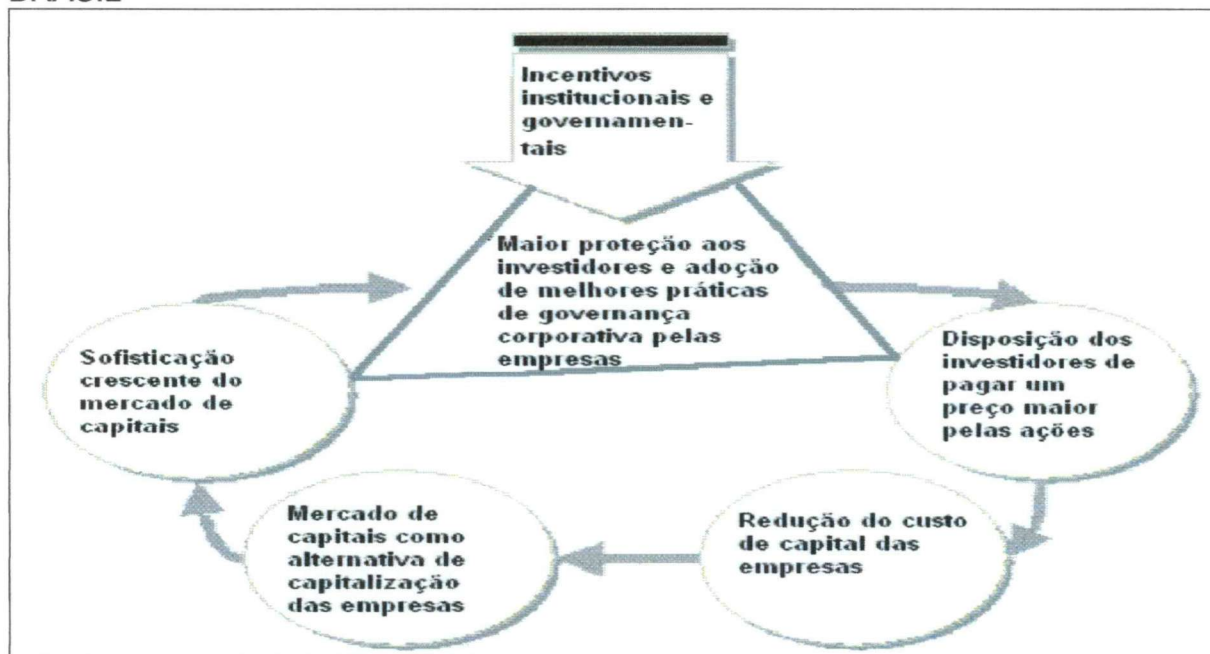 Incentivos
institucionais e
governamen-
tais
Maior proteção aos
investidores e adoção
de melhores práticas
de governança
corporativa pelas
empresas
Disposição dos
investidores de
pagar um
preço maior
pelas ações
Redução do custo
de capital das
empresas
Mercado de
capitais como
alternativa de
capitalização
das empresas
Sofisticação
crescente do
mercado de
capitais